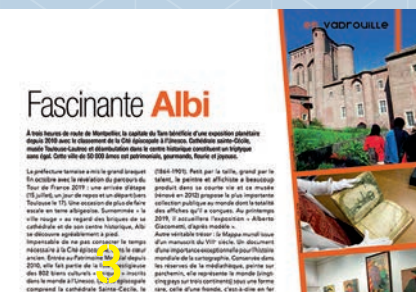 en vadrouille
Fascinante Albi
À trois heures de route de Montpellier, la capitale du Tarn bénéficie d'une exposition planétaire
depuis 2010 avec le classement de la Cité épiscopale à l'Unesco. Cathédrale sainte-Cécile,
musée Toulouse-Lautrec et déambulation dans le centre historique constituent un triptyque
sans égal. Cette ville de 50 000 âmes est patrimoniale, gourmande, fleurie et joyeuse.
La préfecture tarnaise a mis le grand braquet
fin octobre avec la révélation du parcours du
Tour de France 2019 : une arrivée d'étape
(15 juillet), un jour de repos et un départ (vers
Toulouse le 17). Une occasion de plus de faire
escale en terre albigeoise. Surnommée « la
ville rouge » au regard des briques de sa
cathédrale et de son centre historique, Albi
se découvre agréablement à pied.
Impensable de ne pas consacrer le temps
nécessaire à la Cité épiscopale, le cœur
ancien. Entrée au Patrimoine Mondial depuis
2010, elle fait partie de la liste prestigieuse
des 802 biens culturels inscrits
dans le monde à l'Unesco. La Cité épiscopale
comprend la cathédrale Sainte-Cécile, le
(1864-1901). Petit par la taille, grand par le
talent, le peintre et affichiste a beaucoup
produit dans sa courte vie et ce musée
(rénové en 2012) propose la plus importante
collection publique au monde dont la totalité
des affiches qu'il a conçues. Au printemps
2019, il accueillera l'exposition « Alberto
Giacometti, d'après modèle ».
Autre véritable trésor : la Mappa mundi issue
d'un manuscrit du VIIIe siècle. Un document
d'une importance exceptionnelle pour l'histoire
mondiale de la cartographie. Conservée dans
les réserves de la médiathèque, peinte sur
parchemin, elle représente le monde (vingt-
cinq pays sur trois continents) sous une forme
rare, celle d'une fronde, c'est-à-dire en fer
3